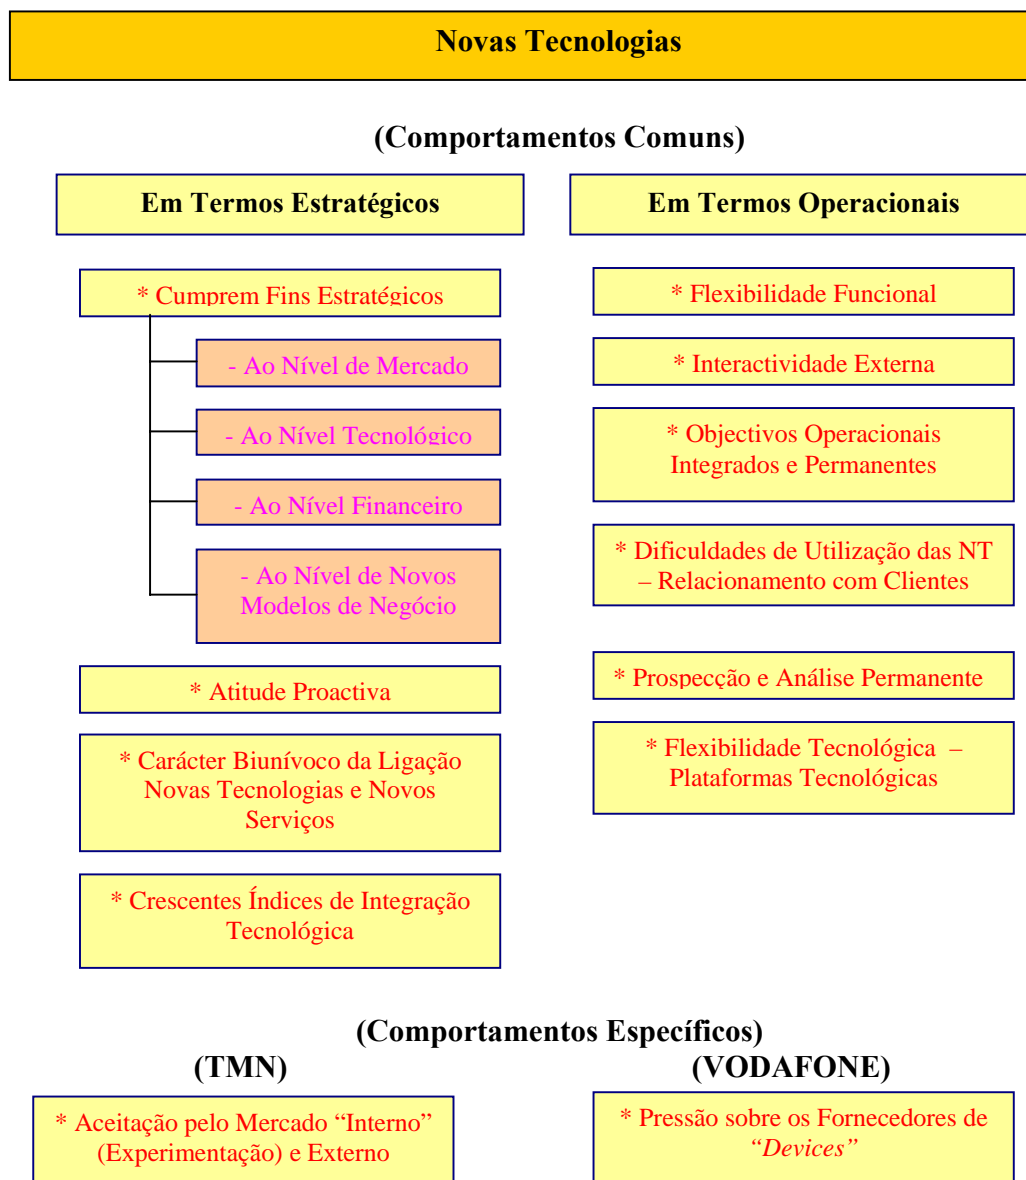 Novas Tecnologias
(Comportamentos Comuns)
Em Termos Estratégicos
* Cumprem Fins Estratégicos
- Ao Nível de Mercado
- Ao Nível Tecnológico
- Ao Nível Financeiro
- Ao Nível de Novos
Modelos de Negócio
* Atitude Proactiva
* Carácter Biunívoco da Ligação
Novas Tecnologias e Novos
Serviços
* Crescentes Índices de Integração
Tecnológica
Em Termos Operacionais
* Flexibilidade Funcional
* Interactividade Externa
* Objectivos Operacionais
Integrados e Permanentes
* Dificuldades de Utilização das NT
– Relacionamento com Clientes
* Prospecção e Análise Permanente
* Flexibilidade Tecnológica –
Plataformas Tecnológicas
(Comportamentos Específicos)
(TMN)
* Aceitação pelo Mercado “Interno”
(Experimentação) e Externo
(VODAFONE)
* Pressão sobre os Fornecedores de
“Devices”